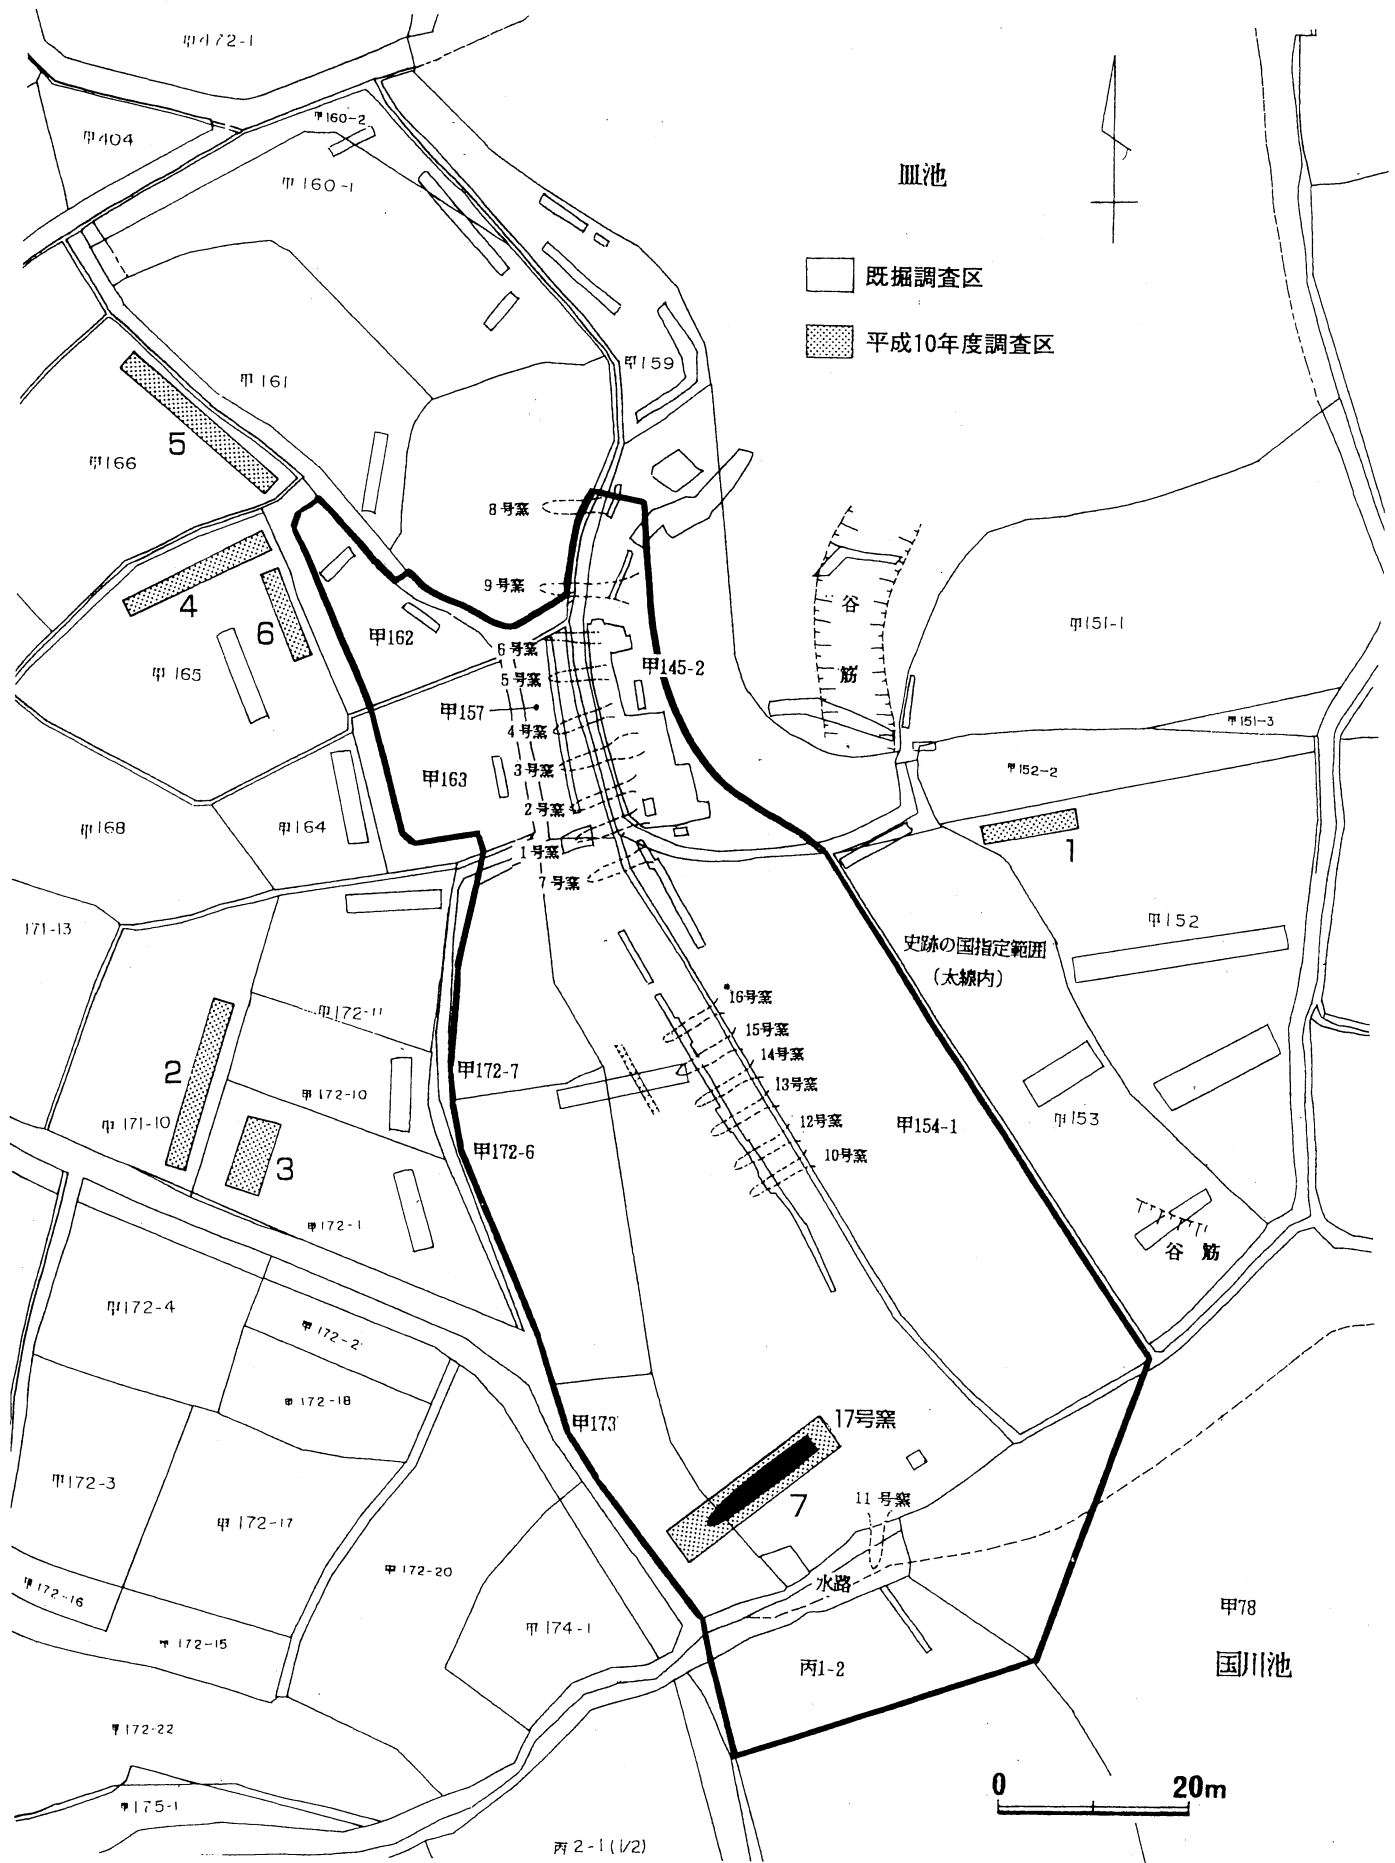 甲472-1
甲404
甲160-2
甲160-1
皿池
既掘調査区
平成10年度調査区
甲159
甲161
5
甲166
8号窯
4
6
9号窯
谷
筋
甲162
甲151-1
6号窯
甲165
5号窯
甲145-2
甲157
4号窯
甲151-3
3号窯
甲163
甲152-2
2号窯
甲168
甲164
1号窯
1
7号窯
171-13
甲152
史跡の国指定範囲
(太線内)
16号窯
甲172-11
15号窯
14号窯
2
甲172-7
13号窯
甲172-10
甲171-10
12号窯
甲154-1
甲153
甲172-6
10号窯
3
甲172-1
谷筋
甲172-4
甲172-2
甲172-18
甲173
17号窯
甲172-3
7
11号窯
甲172-17
甲172-20
水路
甲172-16
甲78
甲172-15
甲174-1
丙1-2
国川池
甲172-22
0 20m
甲175-1
丙2-1(1/2)